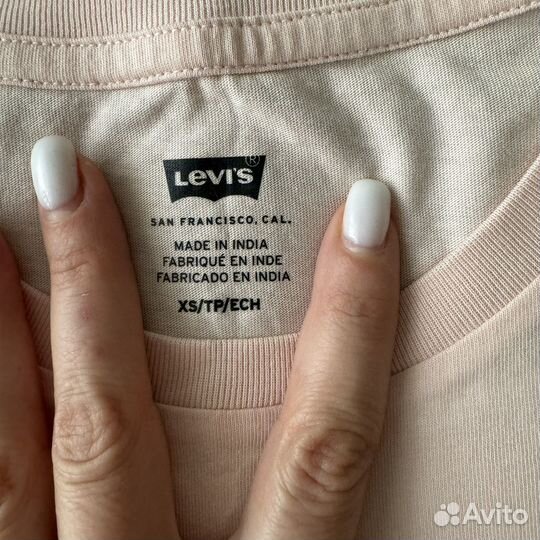 LEVI'S®
SAN FRANCISCO, CAL.
MADE IN INDIA
FABRIQUÉ EN INDE
FABRICADO EN INDIA
XS/TP/ECH
Avito